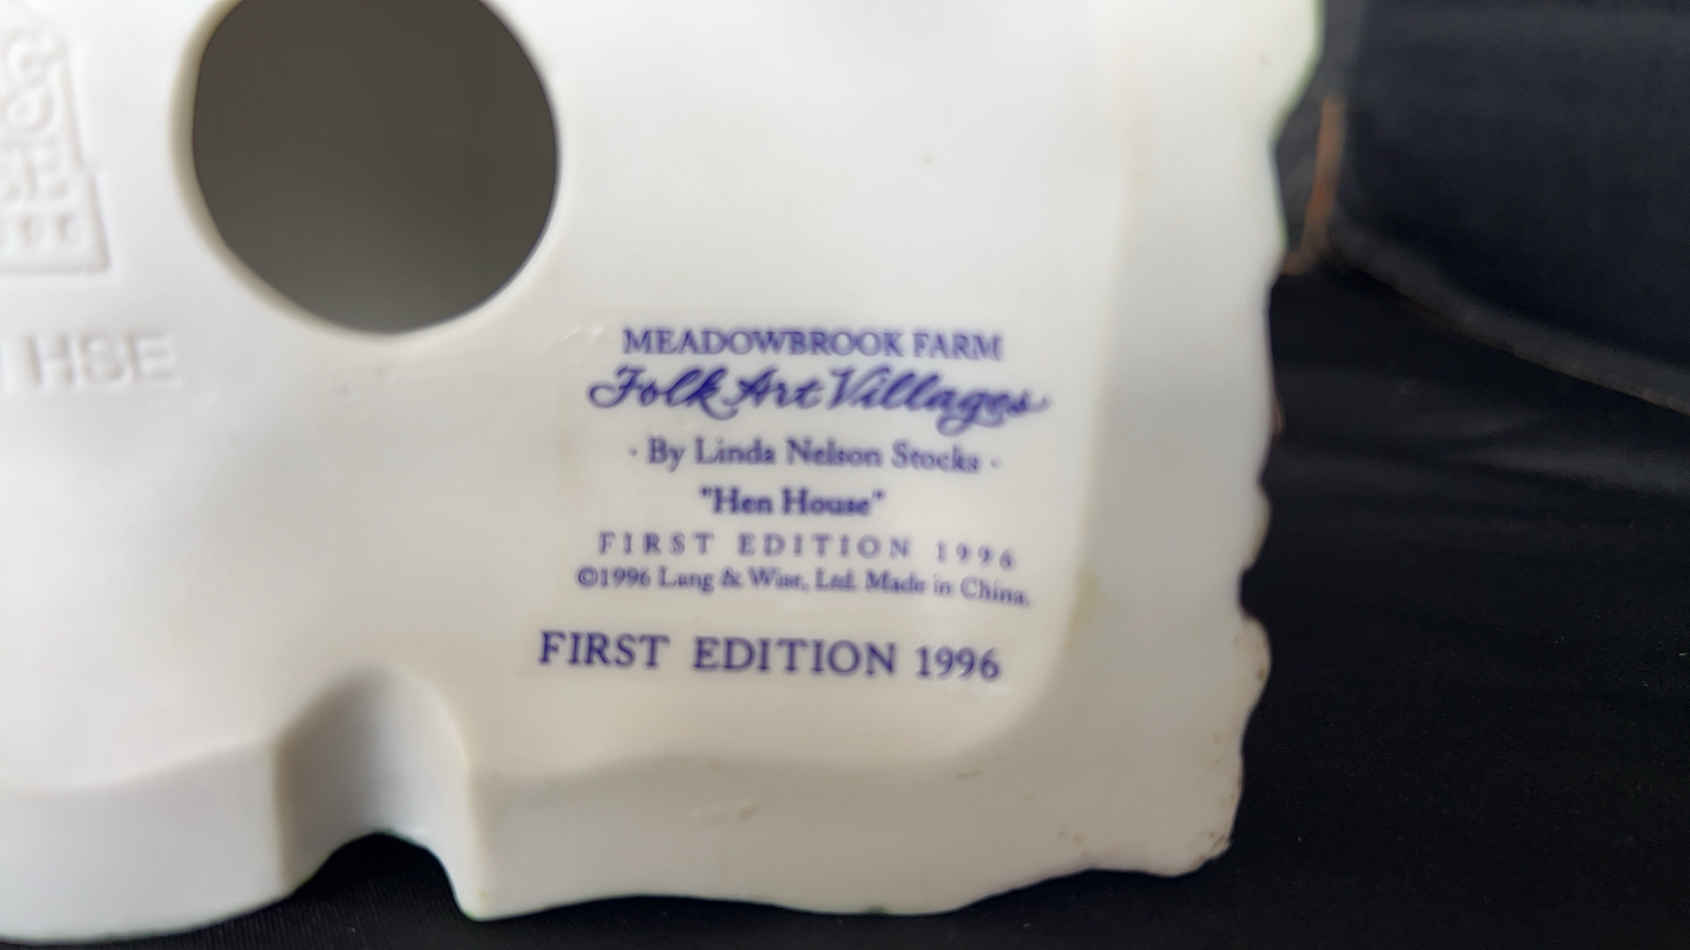 HSE
MEADOWBROOK FARM
Folk Art Villages
· By Linda Nelson Stocks ·
"Hen House"
FIRST EDITION 1996
©1996 Lang & Wise, Ltd. Made in China.
FIRST EDITION 1996